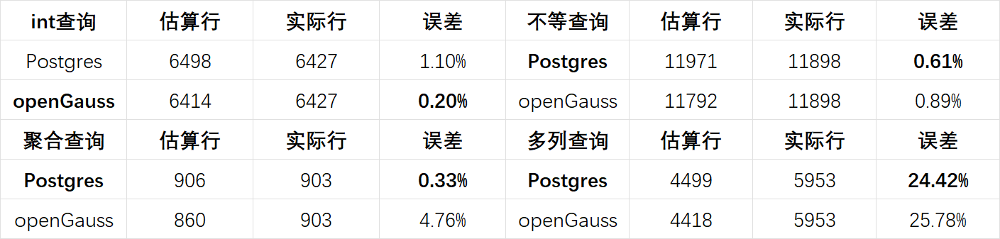 int查询 估算行 实际行 误差 不等查询 估算行 实际行 误差
Postgres 6498 6427 1.10% Postgres 11971 11898 0.61%
openGauss 6414 6427 0.20% openGauss 11792 11898 0.89%
聚合查询 估算行 实际行 误差 多列查询 估算行 实际行 误差
Postgres 906 903 0.33% Postgres 4499 5953 24.42%
openGauss 860 903 4.76% openGauss 4418 5953 25.78%